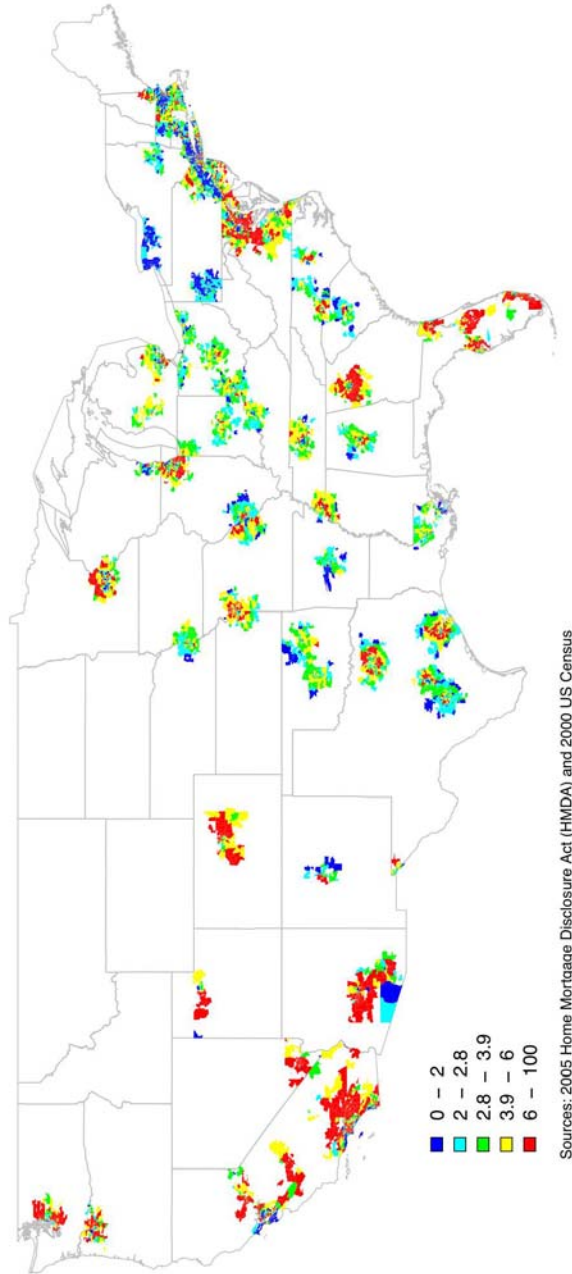 0 – 2
2 – 2.8
2.8 – 3.9
3.9 – 6
6 – 100
Sources: 2005 Home Mortgage Disclosure Act (HMDA) and 2000 US Census